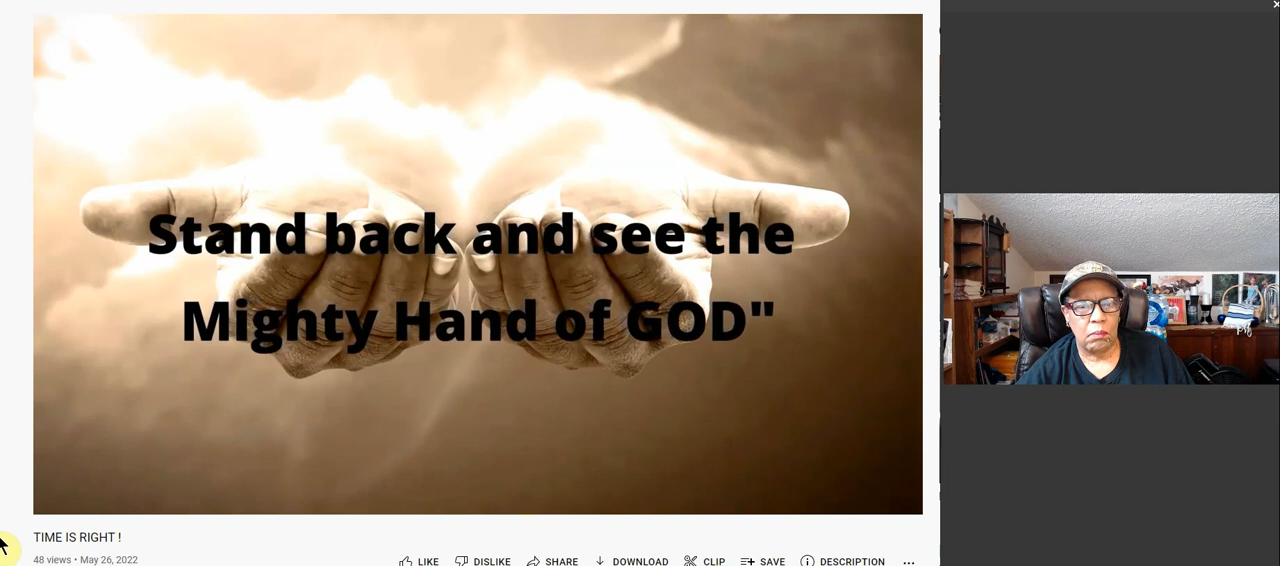 Stand back and see the
Mighty Hand of GOD"
TIME IS RIGHT !
48 views • May 26, 2022
LIKE
DISLIKE
SHARE
DOWNLOAD
CLIP
SAVE
DESCRIPTION